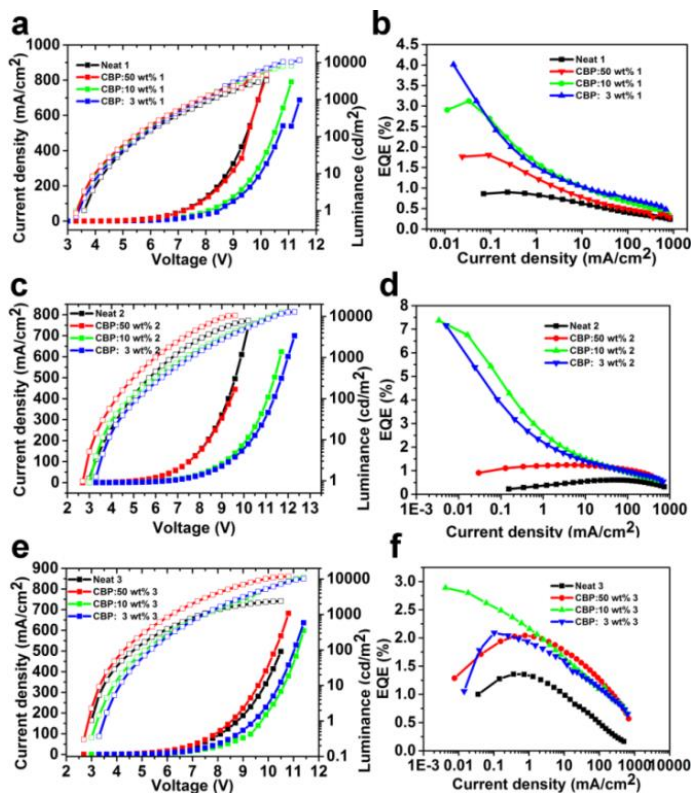 a
1000
800
600
400
200
0
Current density (mA/cm²)
Neat 1
CBP:50 wt% 1
CBP:10 wt% 1
CBP: 3 wt% 1
10000
1000
100
10
1
Luminance (cd/m²)
3 4 5 6 7 8 9 10 11 12
Voltage (V)
b
4.5
4.0
3.5
3.0
2.5
2.0
1.5
1.0
0.5
0.0
EQE (%)
Neat 1
CBP:50 wt% 1
CBP:10 wt% 1
CBP: 3 wt% 1
0.01 0.1 1 10 100 1000
Current density (mA/cm²)
c
800
700
600
500
400
300
200
100
0
Current density (mA/cm²)
Neat 2
CBP:50 wt% 2
CBP:10 wt% 2
CBP: 3 wt% 2
10000
1000
100
10
1
Luminance (cd/m²)
2 3 4 5 6 7 8 9 10 11 12 13
Voltage (V)
d
8
7
6
5
4
3
2
1
0
EQE (%)
Neat 2
CBP:50 wt% 2
CBP:10 wt% 2
CBP: 3 wt% 2
1E-3 0.01 0.1 1 10 100 1000
Current density (mA/cm²)
e
900
800
700
600
500
400
300
200
100
0
Current density (mA/cm²)
Neat 3
CBP:50 wt% 3
CBP:10 wt% 3
CBP: 3 wt% 3
10000
1000
100
10
1
0.1
Luminance (cd/m²)
2 3 4 5 6 7 8 9 10 11 12
Voltage (V)
f
3.0
2.5
2.0
1.5
1.0
0.5
0.0
EQE (%)
Neat 3
CBP:50 wt% 3
CBP:10 wt% 3
CBP: 3 wt% 3
1E-3 0.01 0.1 1 10 100 1000
Current density (mA/cm²)